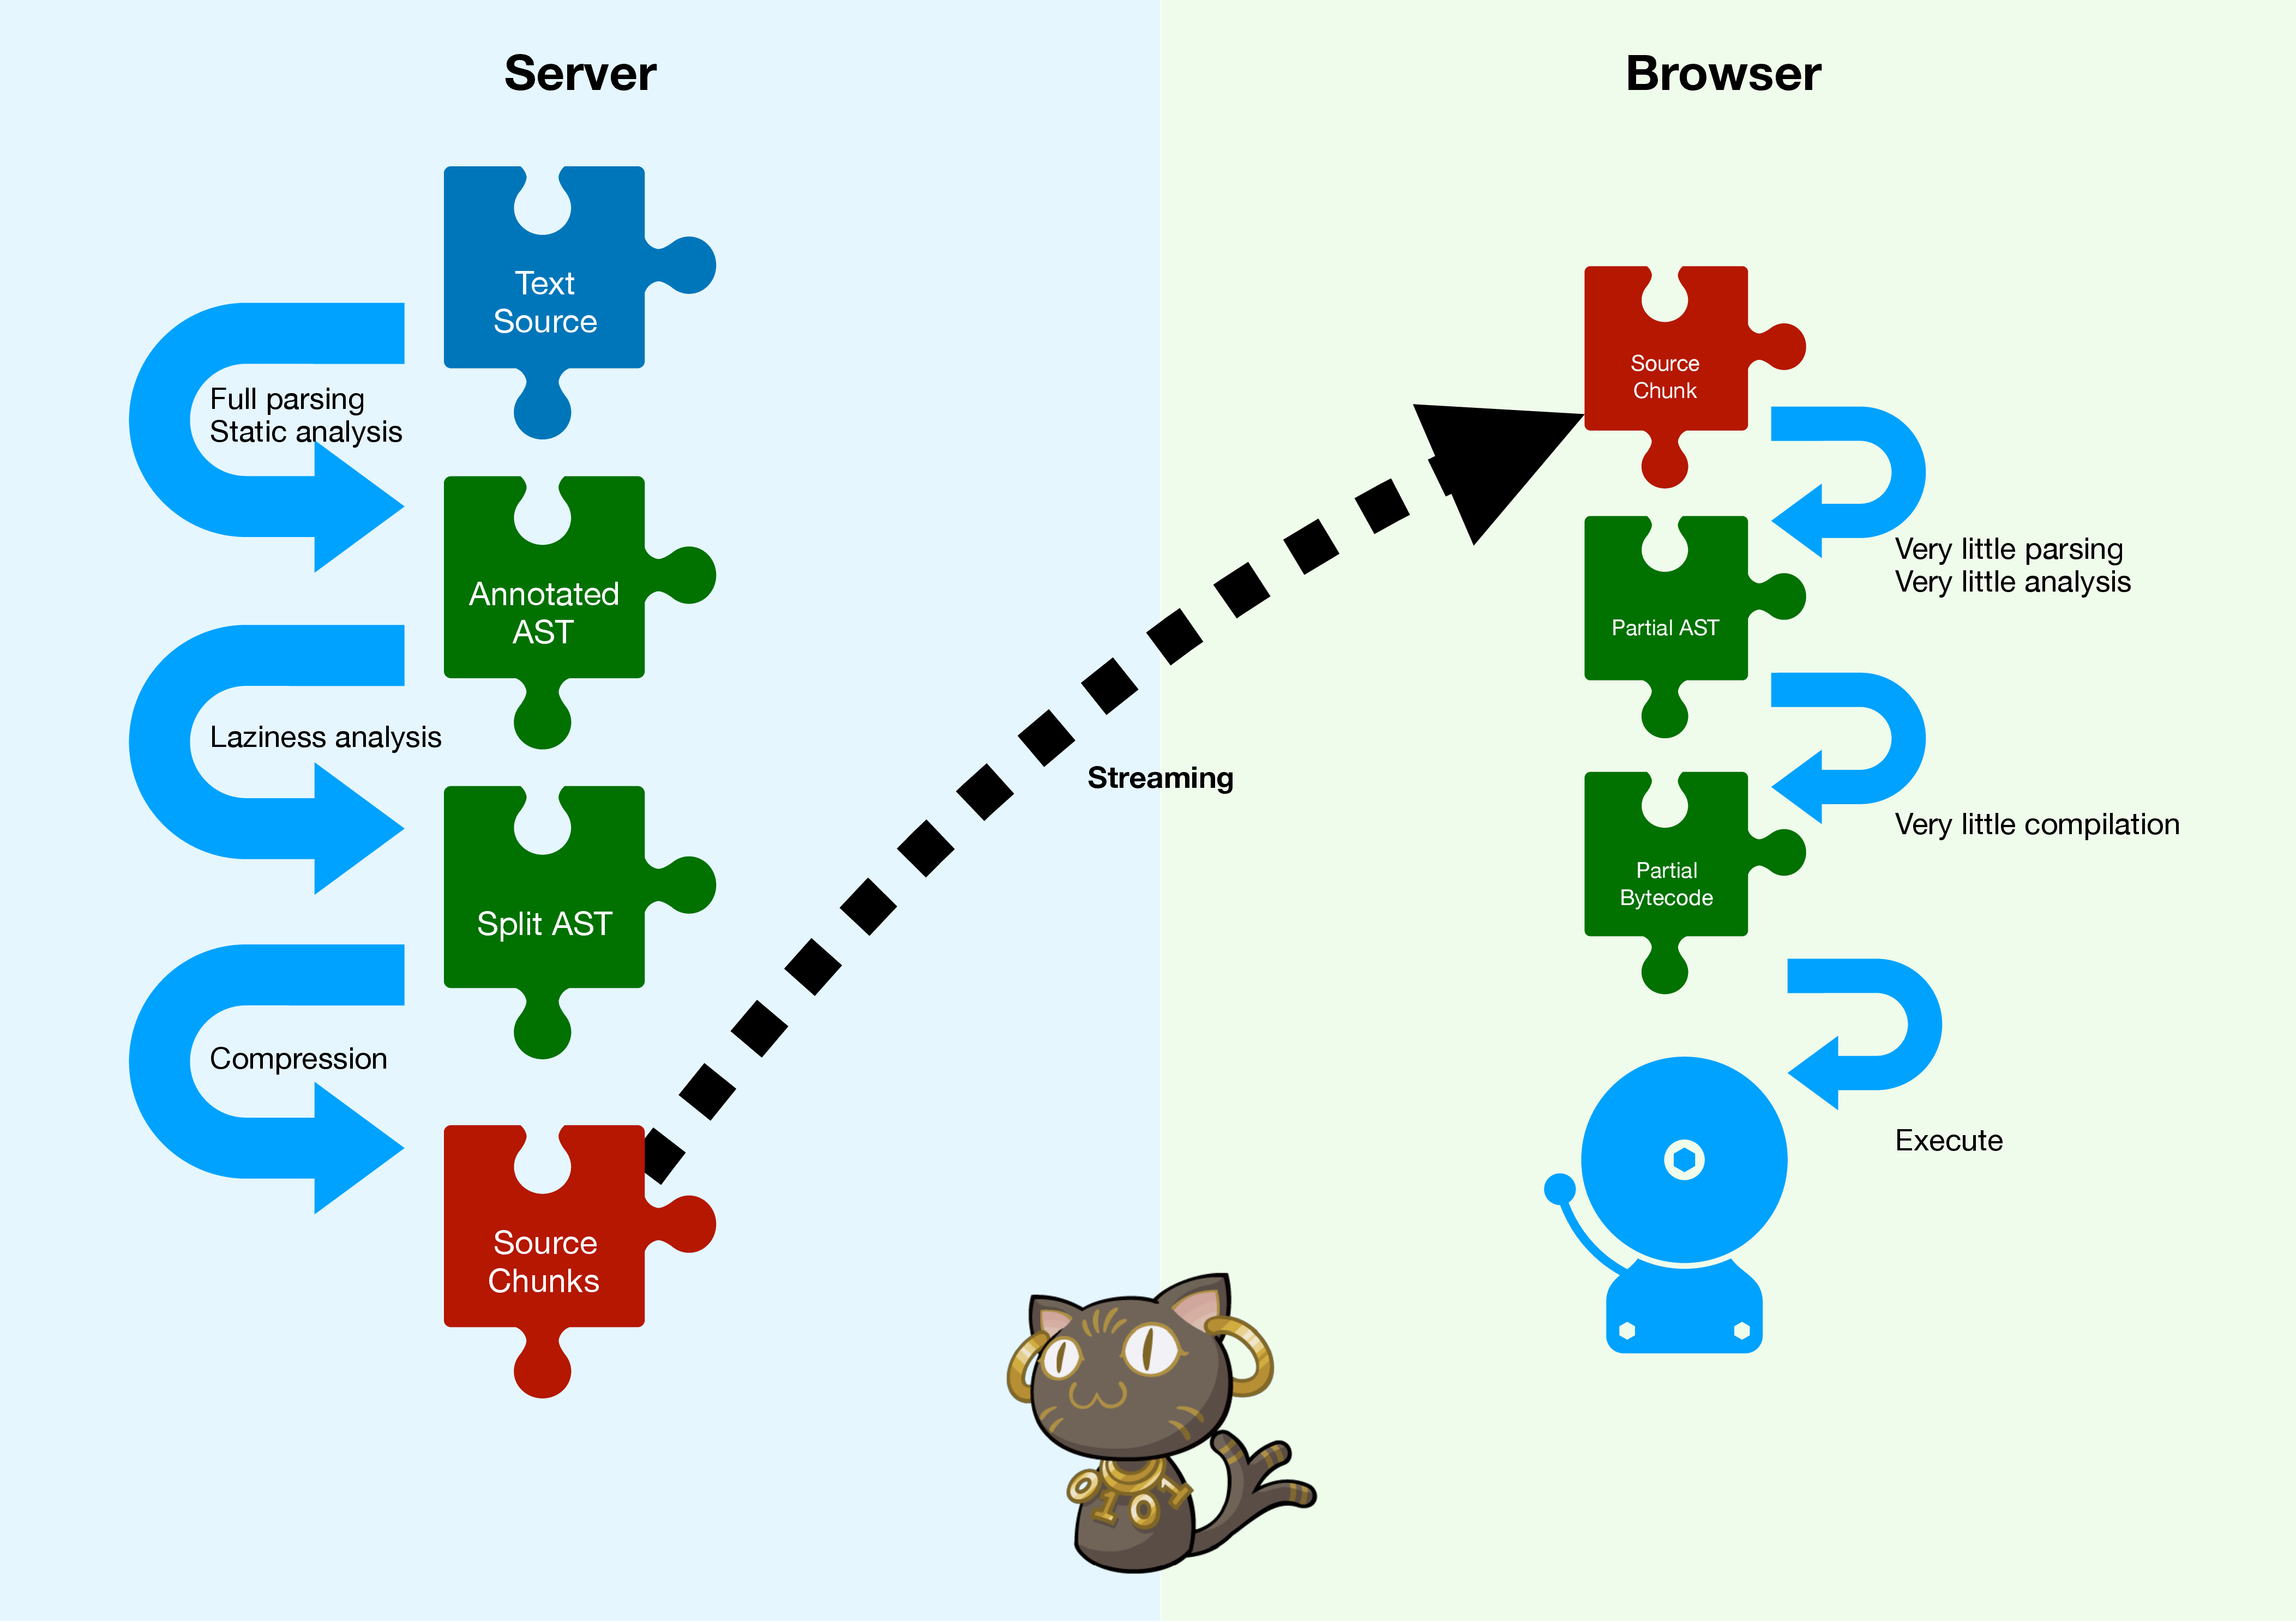 Server
Text
Source
Full parsing
Static analysis
Annotated
AST
Laziness analysis
Split AST
Compression
Source
Chunks
Streaming
0101
Browser
Source
Chunk
Very little parsing
Very little analysis
Partial AST
Very little compilation
Partial
Bytecode
Execute